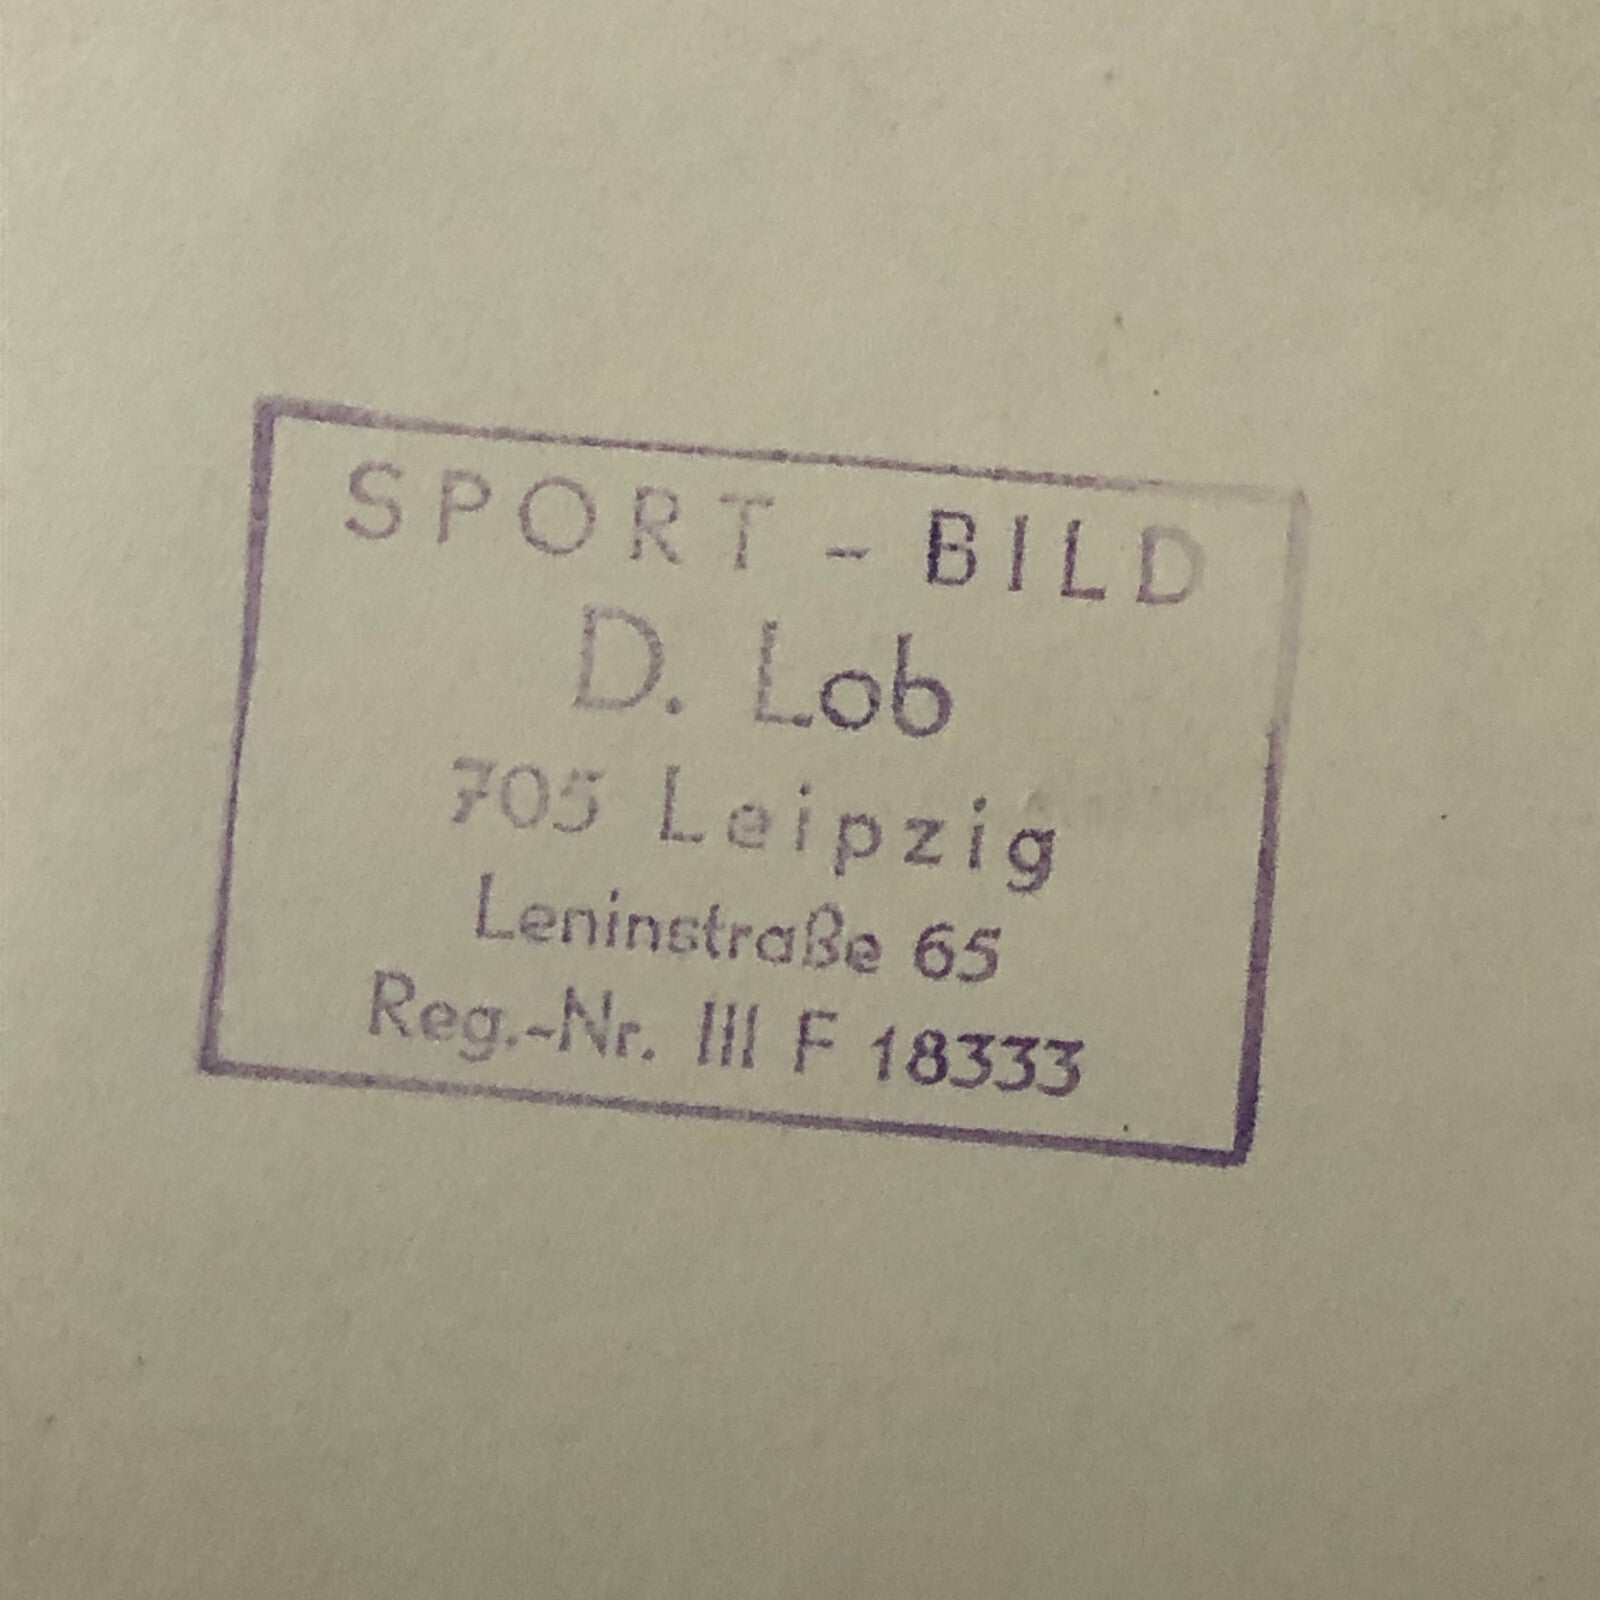 SPORT - BILD
D. Lob
705 Leipzig
Leninstraße 65
Reg.-Nr. III F 18333